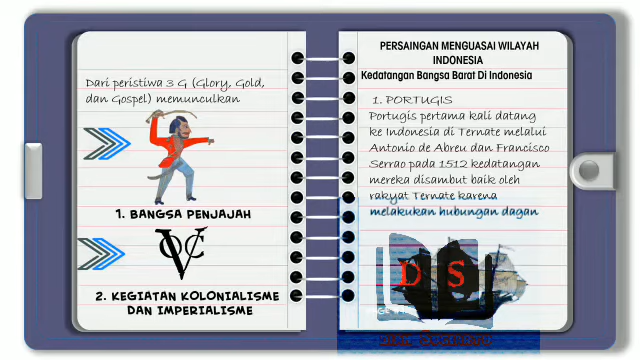 Dari peristiwa 3 G (Glory, Gold,
dan Gospel) memunculkan
1. BANGSA PENJAJAH
VOC
2. KEGIATAN KOLONIALISME
DAN IMPERIALISME
PERSAINGAN MENGUASAI WILAYAH
INDONESIA
Kedatangan Bangsa Barat Di Indonesia
1. PORTUGIS
Portugis pertama kali datang
ke Indonesia di Ternate melalui
Antonio de Abreu dan Francisco
Serrao pada 1512 kedatangan
mereka disambut baik oleh
rakyat Ternate karena
melakukan hubungan dagan
D S